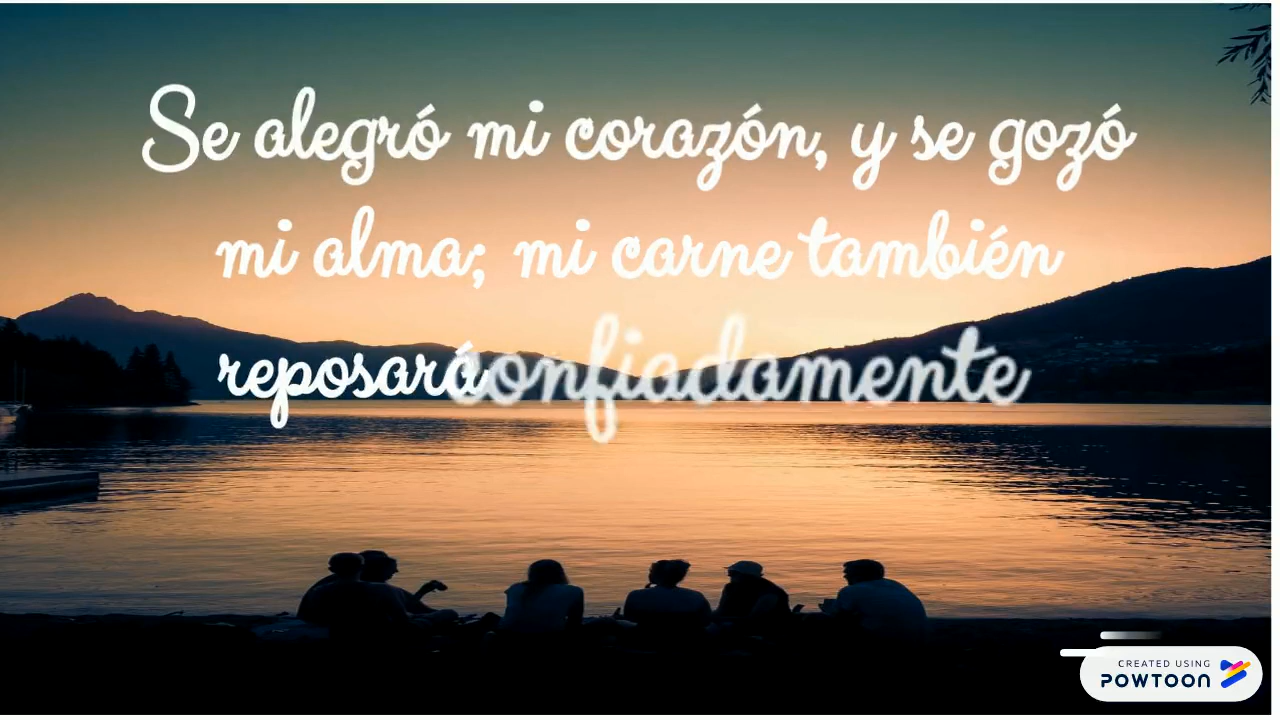 Se alegró mi corazón, y se gozó
mi alma; mi carne también
reposará confiadamente
CREATED USING
POWTOON